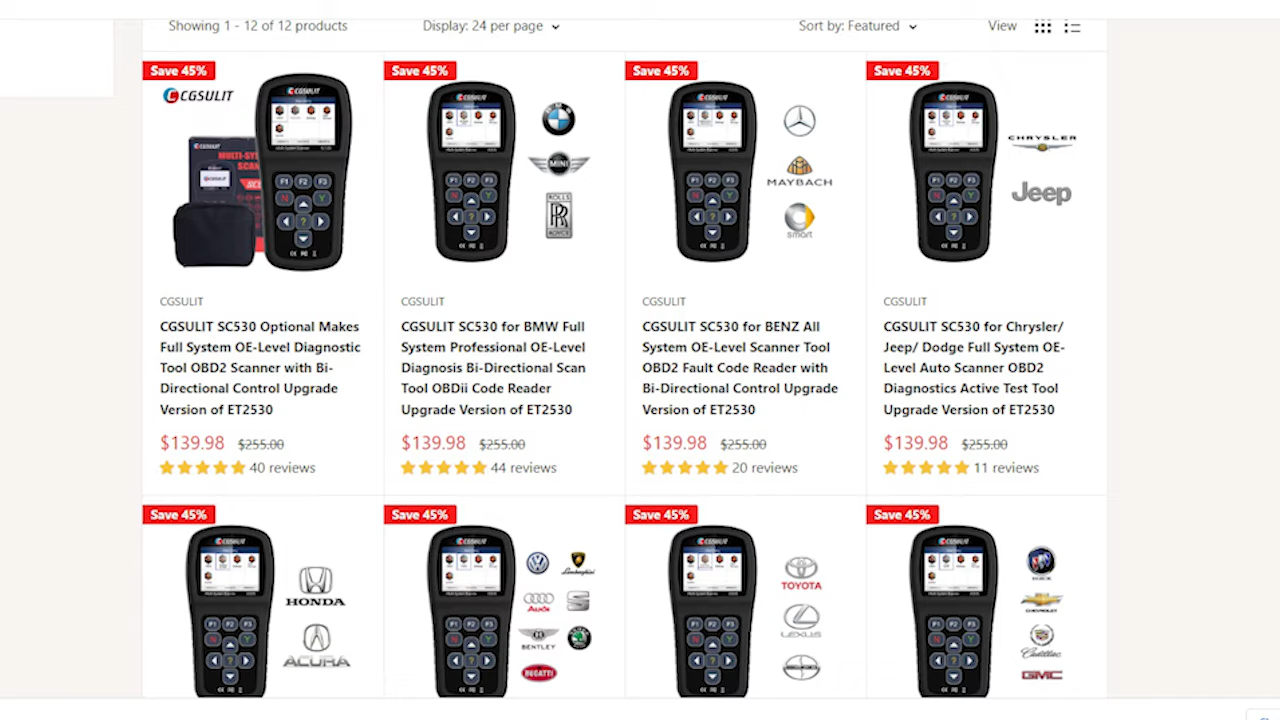 Showing 1 - 12 of 12 products
Display: 24 per page
Sort by: Featured
View
Save 45%
Save 45%
Save 45%
Save 45%
CGSULIT
MINI
ROLLS
ROYCE
MAYBACH
smart
CHRYSLER
Jeep
F1 F2 F3
N Y
?
CGSULIT
CGSULIT
CGSULIT
CGSULIT
CGSULIT SC530 Optional Makes
Full System OE-Level Diagnostic
Tool OBD2 Scanner with Bi-
Directional Control Upgrade
Version of ET2530
$139.98 $255.00
40 reviews
CGSULIT SC530 for BMW Full
System Professional OE-Level
Diagnosis Bi-Directional Scan
Tool OBDii Code Reader
Upgrade Version of ET2530
$139.98 $255.00
44 reviews
CGSULIT SC530 for BENZ All
System OE-Level Scanner Tool
OBD2 Fault Code Reader with
Bi-Directional Control Upgrade
Version of ET2530
$139.98 $255.00
20 reviews
CGSULIT SC530 for Chrysler/
Jeep/ Dodge Full System OE-
Level Auto Scanner OBD2
Diagnostics Active Test Tool
Upgrade Version of ET2530
$139.98 $255.00
11 reviews
Save 45%
Save 45%
Save 45%
Save 45%
HONDA
ACURA
Lamborghini
Audi
BENTLEY
BUGATTI
TOYOTA
LEXUS
BUICK
CHEVROLET
Cadillac
GMC